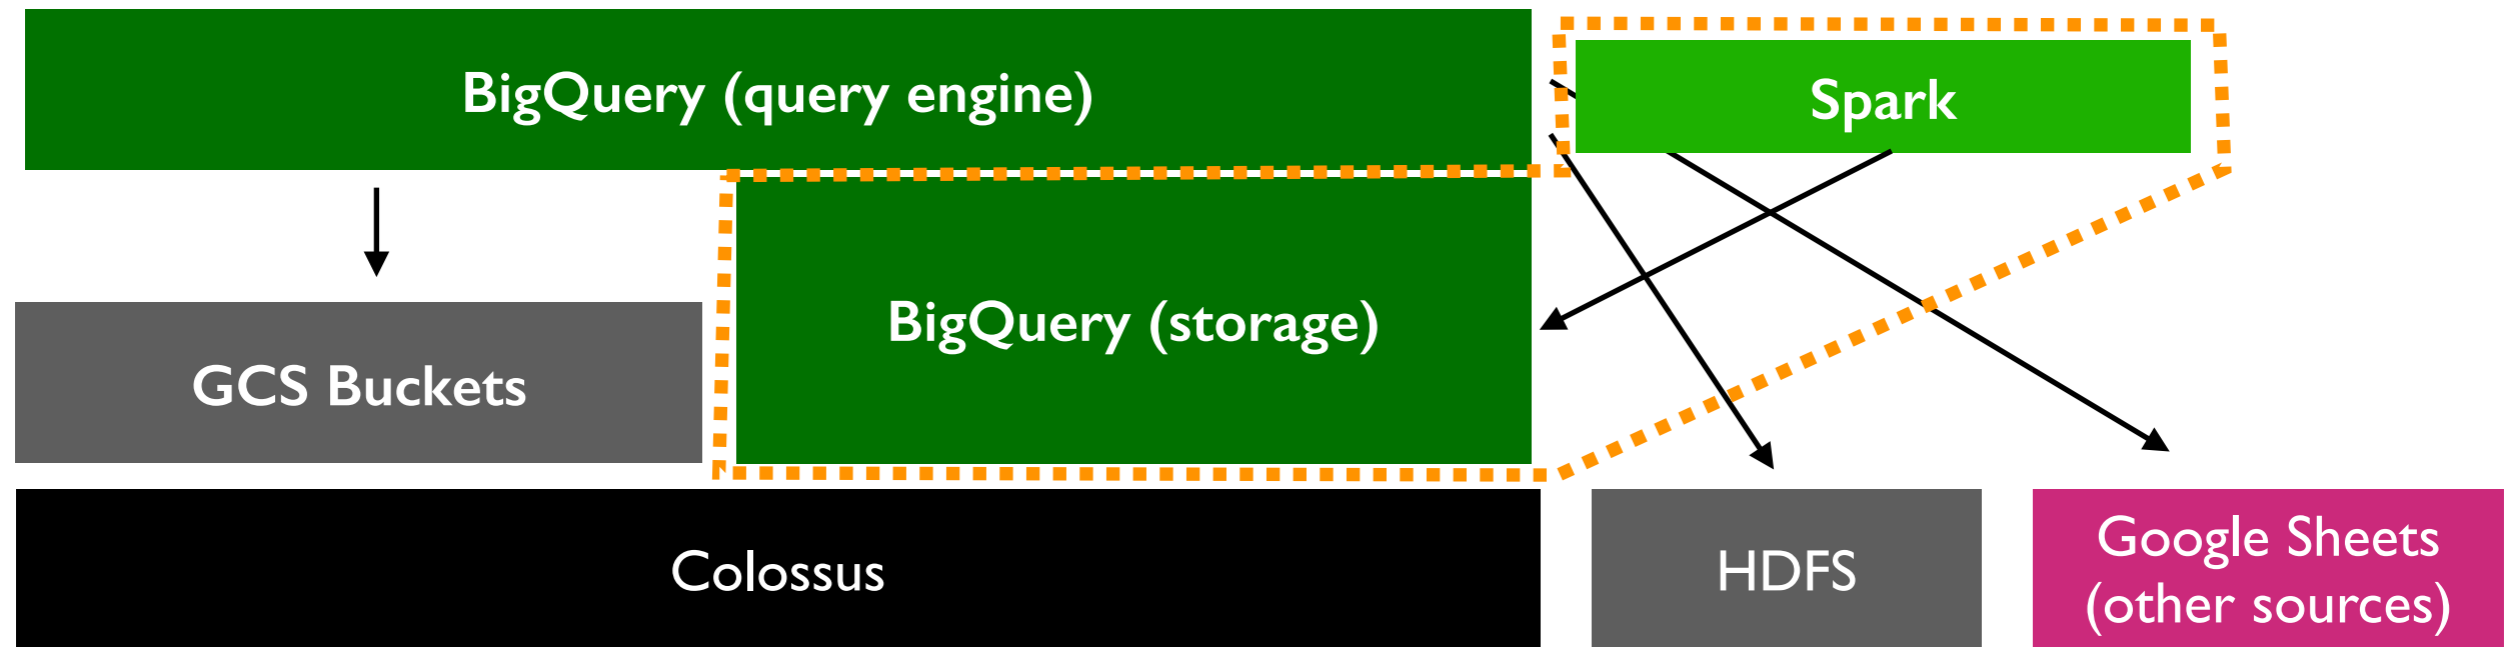 BigQuery (query engine)
Spark
BigQuery (storage)
GCS Buckets
Colossus
HDFS
Google Sheets
(other sources)